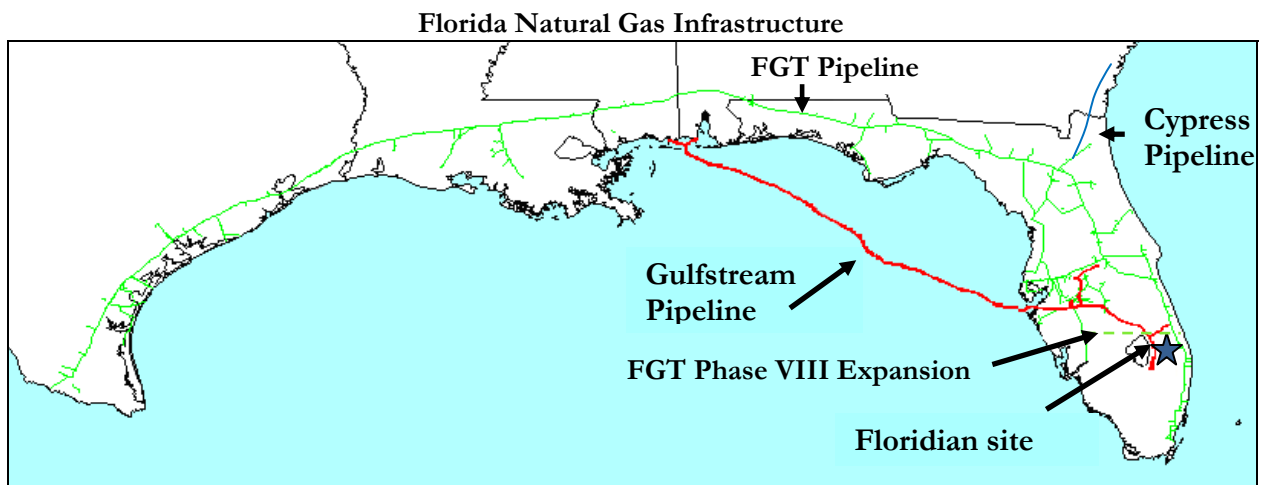 Florida Natural Gas Infrastructure
FGT Pipeline
Cypress
Pipeline
Gulfstream
Pipeline
FGT Phase VIII Expansion
Floridian site